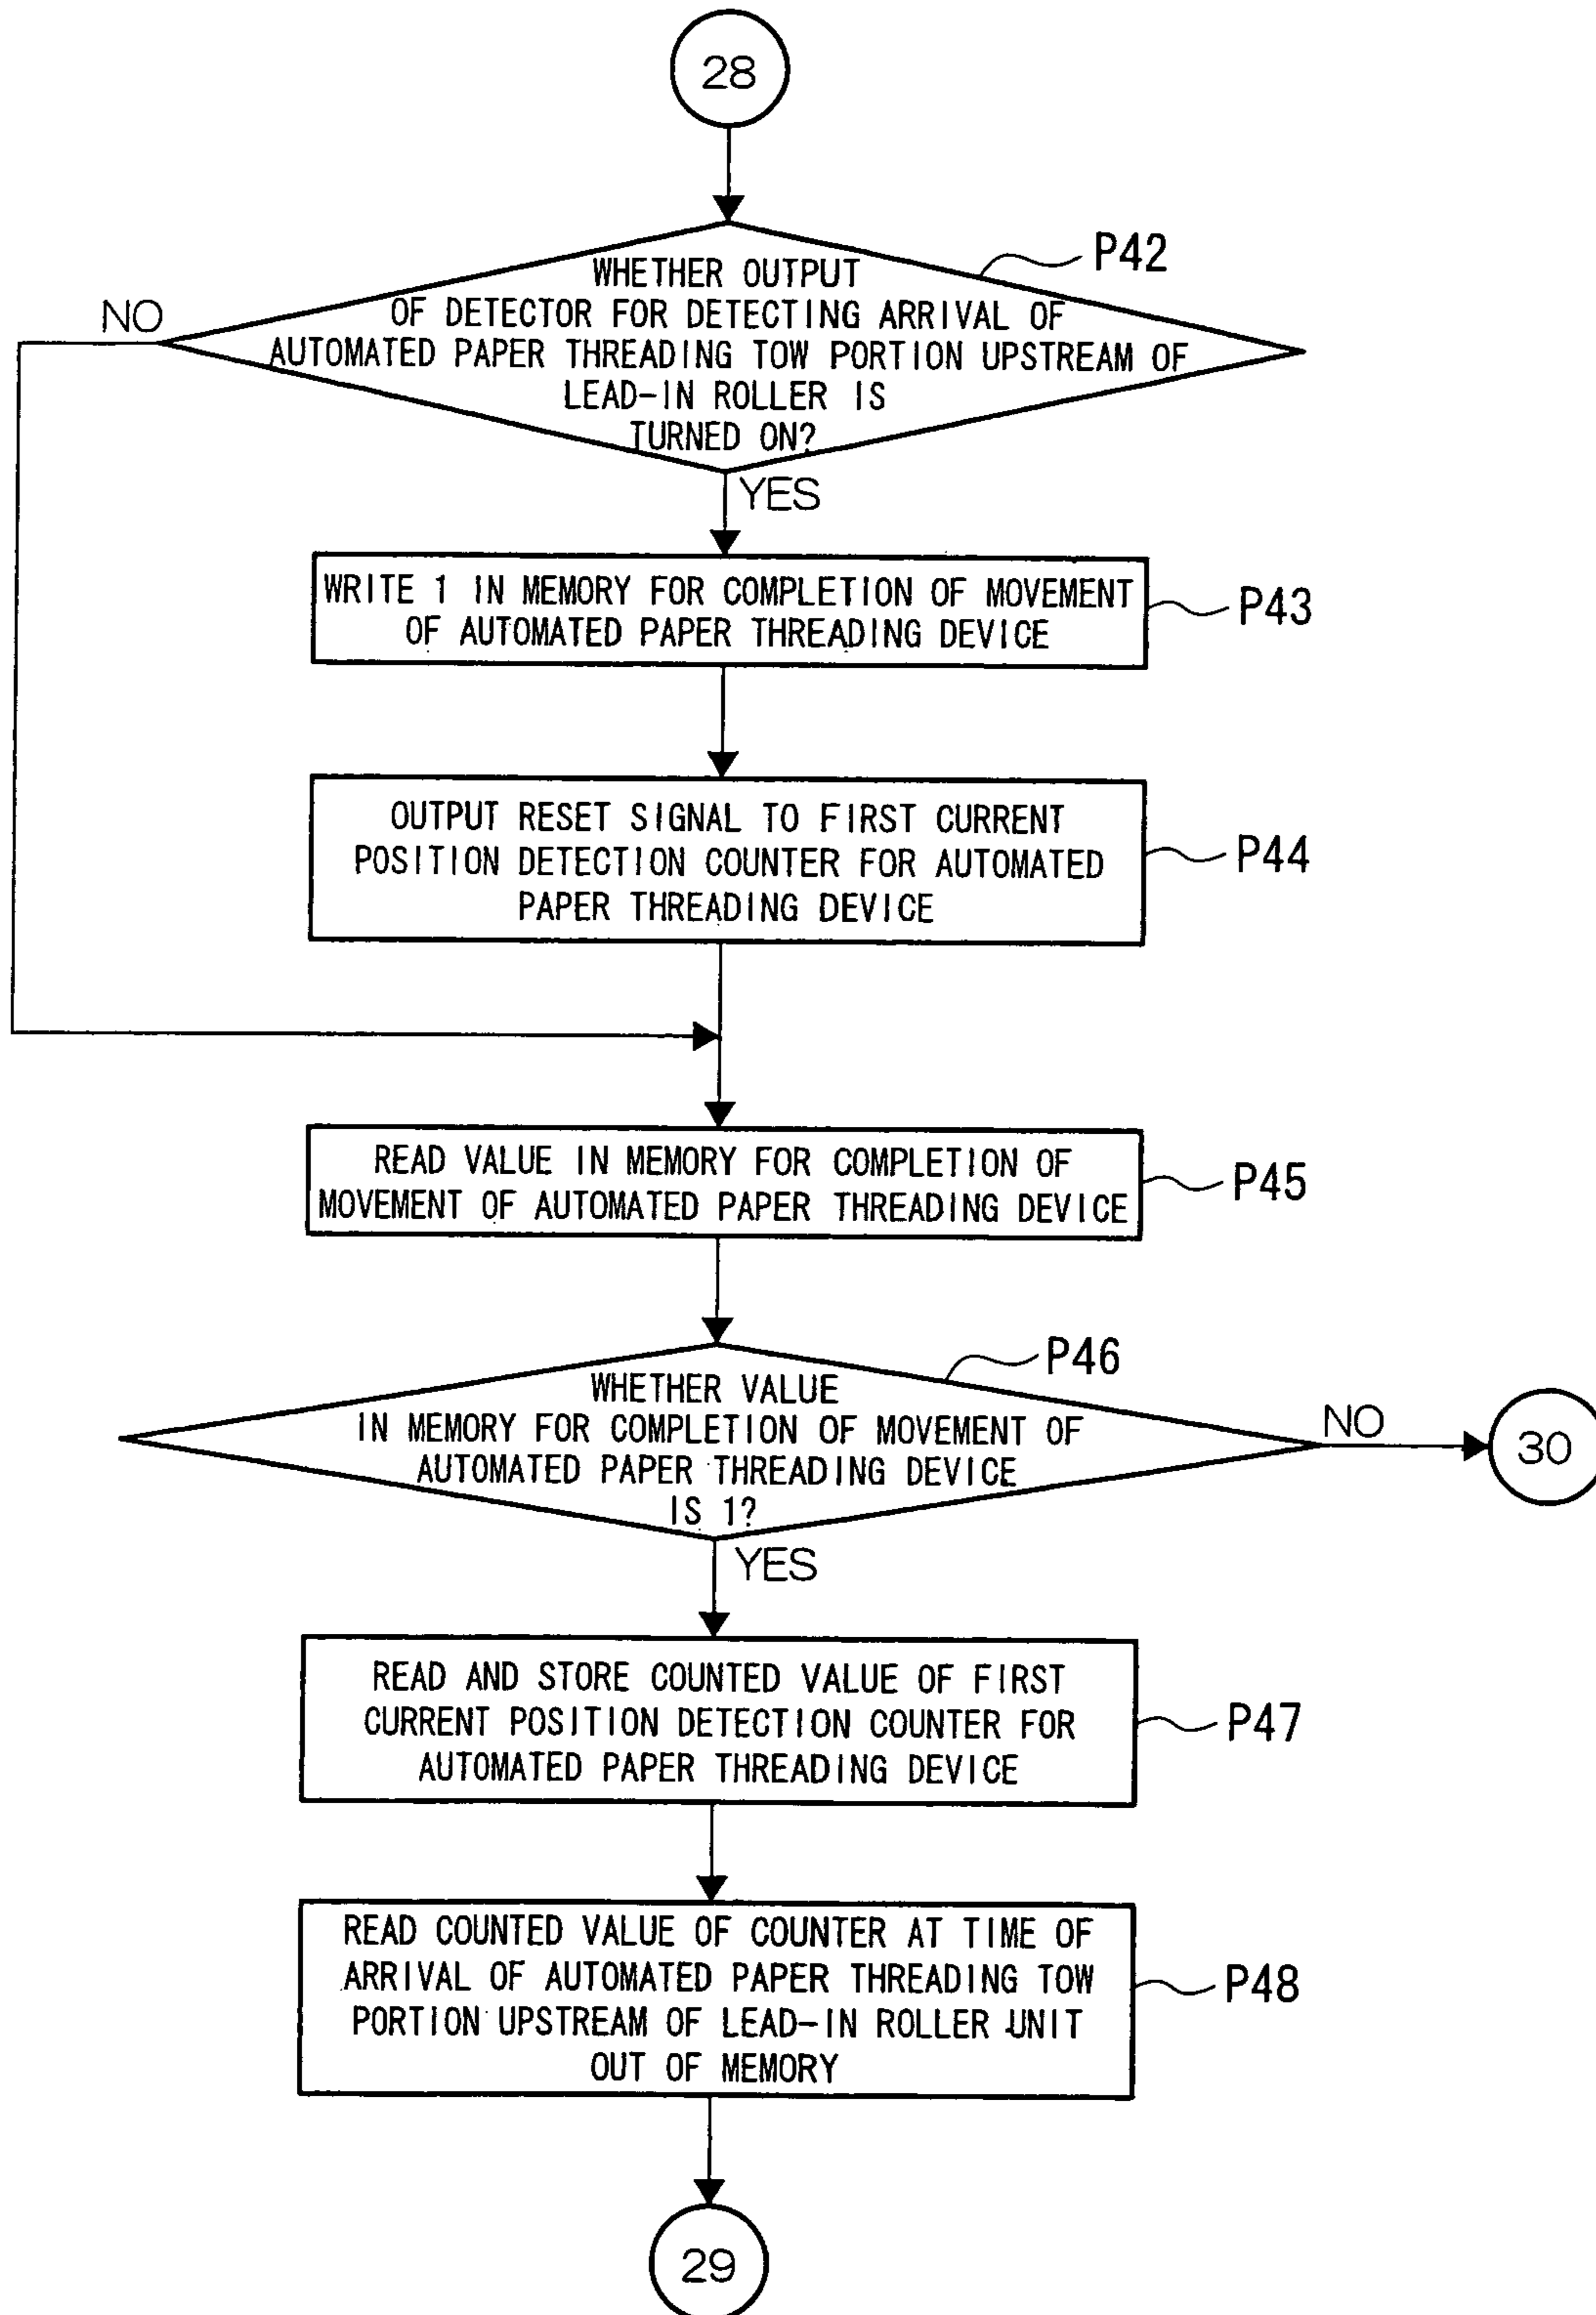 28
P42
WHETHER OUTPUT
OF DETECTOR FOR DETECTING ARRIVAL OF
AUTOMATED PAPER THREADING TOW PORTION UPSTREAM OF
LEAD-IN ROLLER IS
TURNED ON?
NO
YES
WRITE 1 IN MEMORY FOR COMPLETION OF MOVEMENT
OF AUTOMATED PAPER THREADING DEVICE
P43
OUTPUT RESET SIGNAL TO FIRST CURRENT
POSITION DETECTION COUNTER FOR AUTOMATED
PAPER THREADING DEVICE
P44
READ VALUE IN MEMORY FOR COMPLETION OF
MOVEMENT OF AUTOMATED PAPER THREADING DEVICE
P45
P46
WHETHER VALUE
IN MEMORY FOR COMPLETION OF MOVEMENT OF
AUTOMATED PAPER THREADING DEVICE
IS 1?
NO
30
YES
READ AND STORE COUNTED VALUE OF FIRST
CURRENT POSITION DETECTION COUNTER FOR
AUTOMATED PAPER THREADING DEVICE
P47
READ COUNTED VALUE OF COUNTER AT TIME OF
ARRIVAL OF AUTOMATED PAPER THREADING TOW
PORTION UPSTREAM OF LEAD-IN ROLLER UNIT
OUT OF MEMORY
P48
29